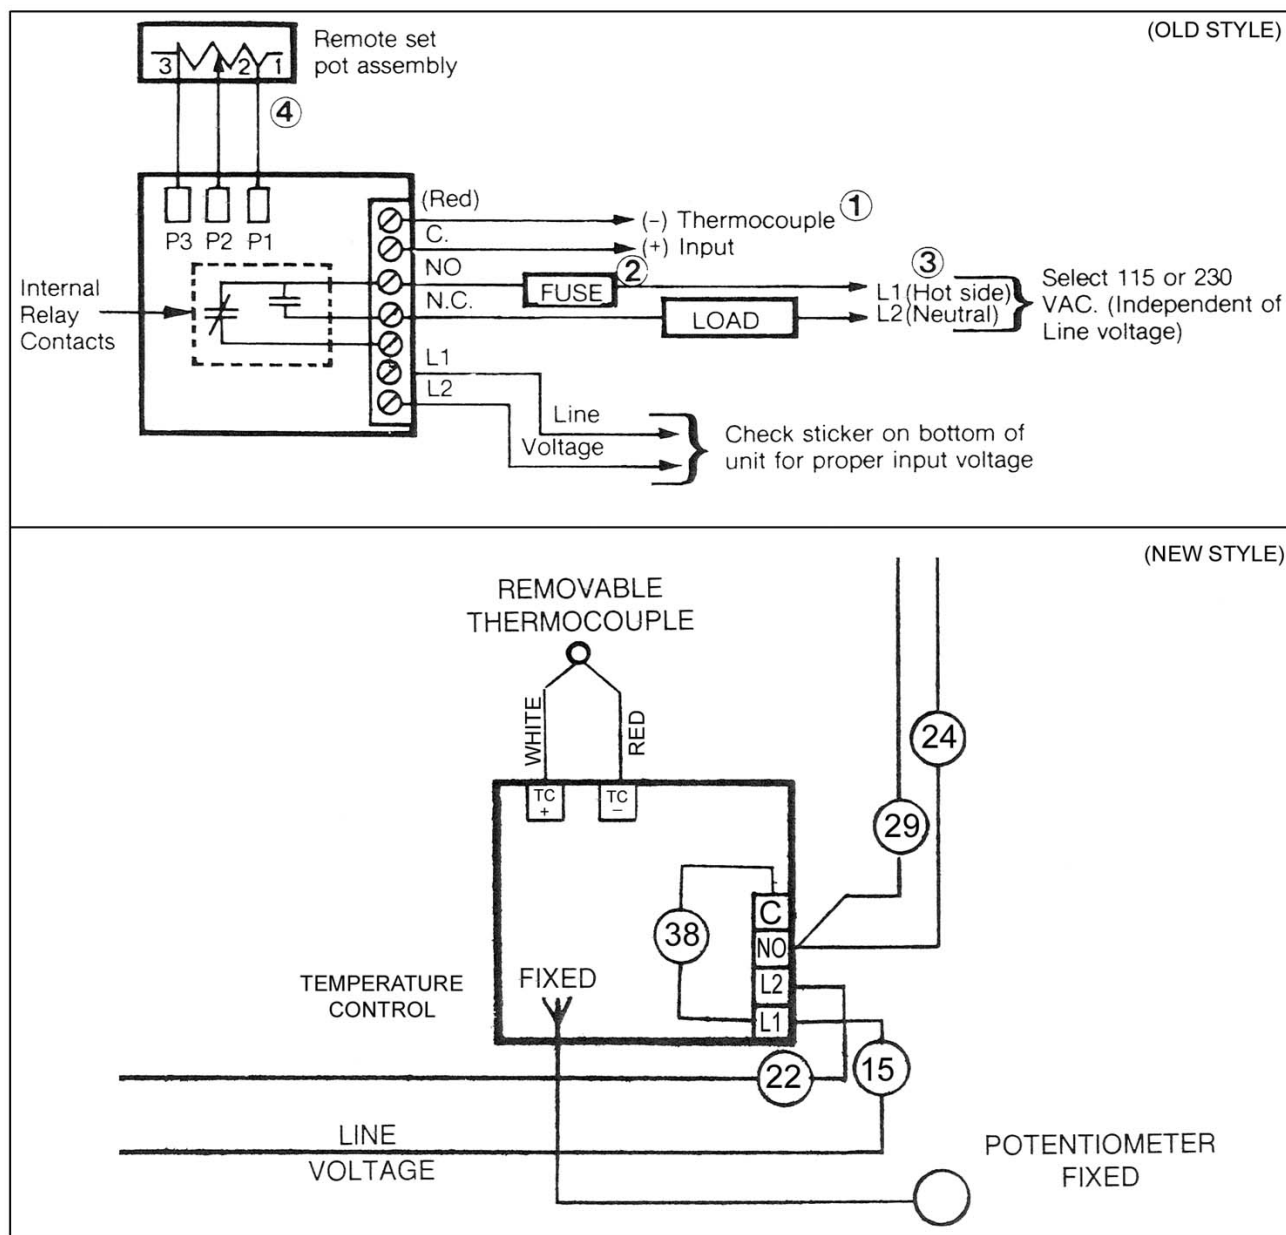 (OLD STYLE)
Remote set
pot assembly
3 2 1
④
P3 P2 P1
(Red)
C.
NO
N.C.
L1
L2
(-) Thermocouple ①
(+) Input
②
FUSE
LOAD
③
L1(Hot side)
L2(Neutral)
Select 115 or 230
VAC. (Independent of
Line voltage)
Internal
Relay
Contacts
Line
Voltage
Check sticker on bottom of
unit for proper input voltage
(NEW STYLE)
REMOVABLE
THERMOCOUPLE
WHITE
RED
TC
+
TC
−
24
29
38
C
NO
L2
L1
FIXED
TEMPERATURE
CONTROL
22
15
LINE
VOLTAGE
POTENTIOMETER
FIXED